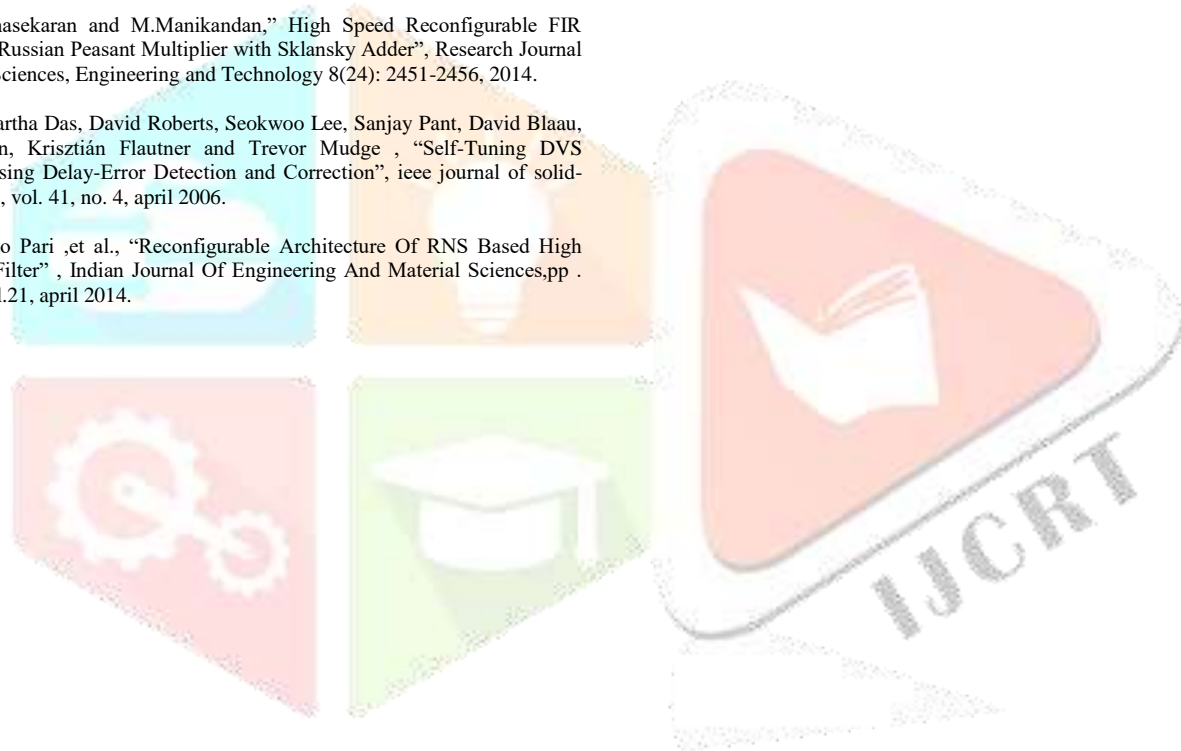 asekaran and M.Manikandan,” High Speed Reconfigurable FIR
Russian Peasant Multiplier with Sklansky Adder”, Research Journal
Sciences, Engineering and Technology 8(24): 2451-2456, 2014.
artha Das, David Roberts, Seokwoo Lee, Sanjay Pant, David Blaau,
n, Krisztián Flautner and Trevor Mudge , “Self-Tuning DVS
sing Delay-Error Detection and Correction”, ieee journal of solid-
, vol. 41, no. 4, april 2006.
o Pari ,et al., “Reconfigurable Architecture Of RNS Based High
Filter” , Indian Journal Of Engineering And Material Sciences,pp .
l.21, april 2014.
IJCRT